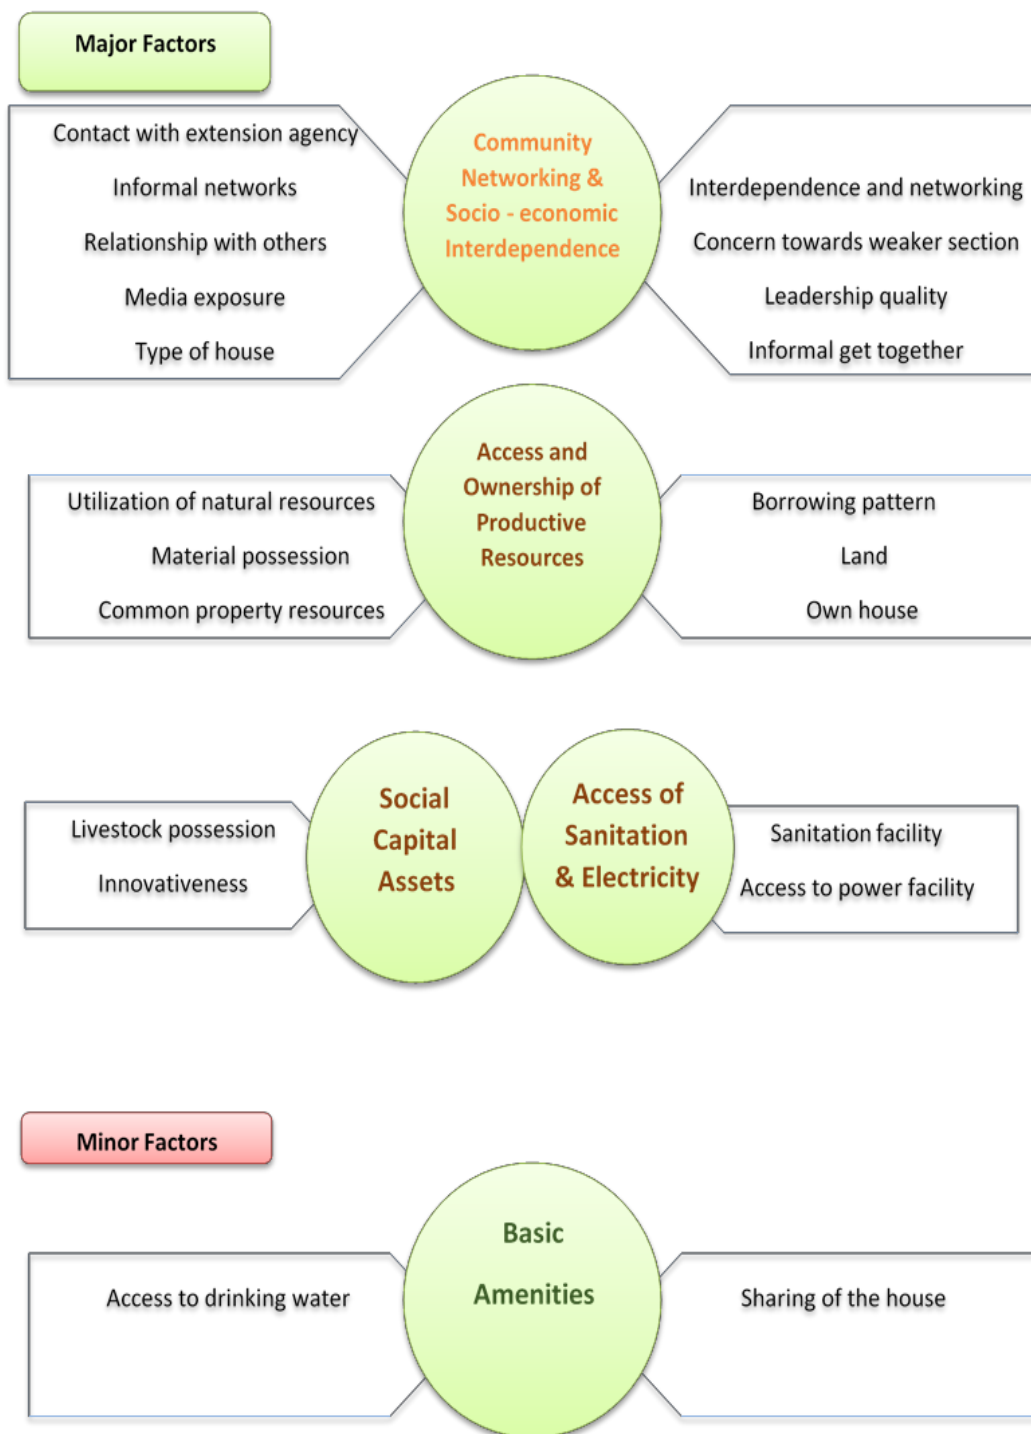 Major Factors
Contact with extension agency
Informal networks
Relationship with others
Media exposure
Type of house
Community
Networking &
Socio - economic
Interdependence
Interdependence and networking
Concern towards weaker section
Leadership quality
Informal get together
Utilization of natural resources
Material possession
Common property resources
Access and
Ownership of
Productive
Resources
Borrowing pattern
Land
Own house
Livestock possession
Innovativeness
Social
Capital
Assets
Access of
Sanitation
& Electricity
Sanitation facility
Access to power facility
Minor Factors
Access to drinking water
Basic
Amenities
Sharing of the house